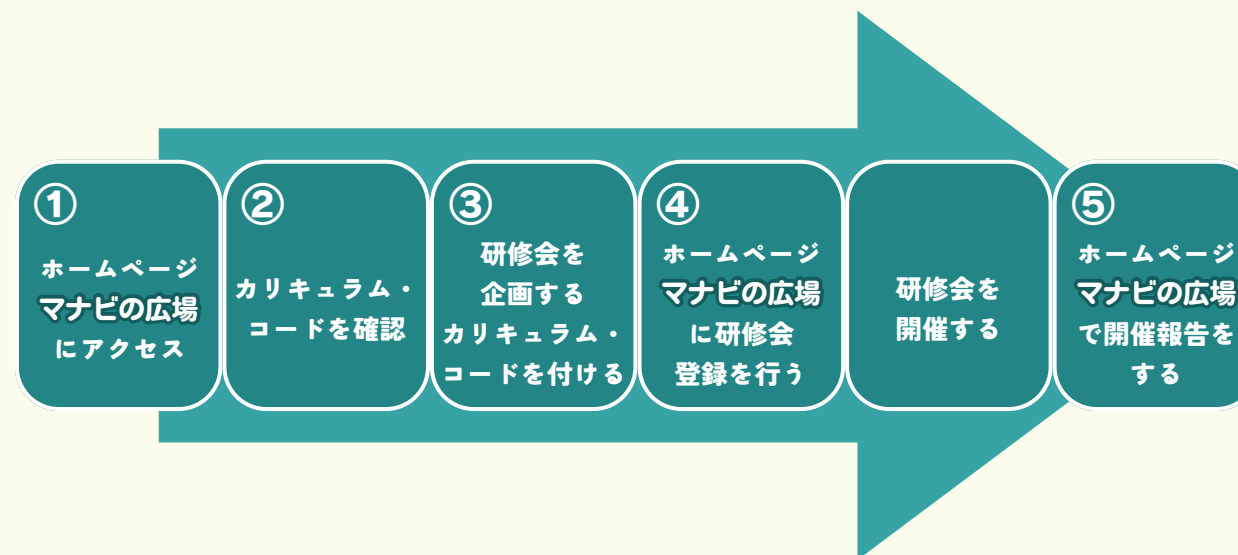 ①
ホームページ
マナビの広場
にアクセス
②
カリキュラム・
コードを確認
③
研修会を
企画する
カリキュラム・
コードを付ける
④
ホームページ
マナビの広場
に研修会
登録を行う
研修会を
開催する
⑤
ホームページ
マナビの広場
で開催報告を
する